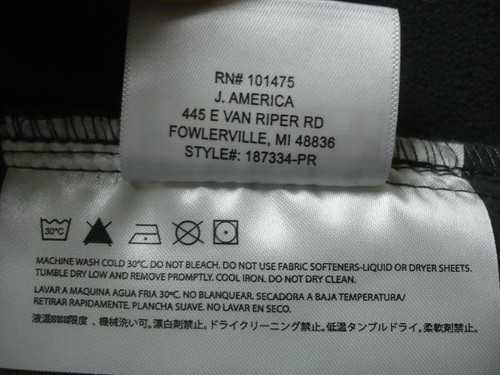 RN# 101475
J. AMERICA
445 E VAN RIPER RD
FOWLERVILLE, MI 48836
STYLE#: 187334-PR
30°C
MACHINE WASH COLD 30°C. DO NOT BLEACH. DO NOT USE FABRIC SOFTENERS-LIQUID OR DRYER SHEETS.
TUMBLE DRY LOW AND REMOVE PROMPTLY. COOL IRON. DO NOT DRY CLEAN.
LAVAR A MAQUINA AGUA FRIA 30ºC. NO BLANQUEAR. SECADORA A BAJA TEMPERATURA/
RETIRAR RAPIDAMENTE. PLANCHA SUAVE. NO LAVAR EN SECO.
液温限度、機械洗い可。漂白剤禁止。ドライクリーニング禁止。低温タンブルドライ。柔軟剤禁止。